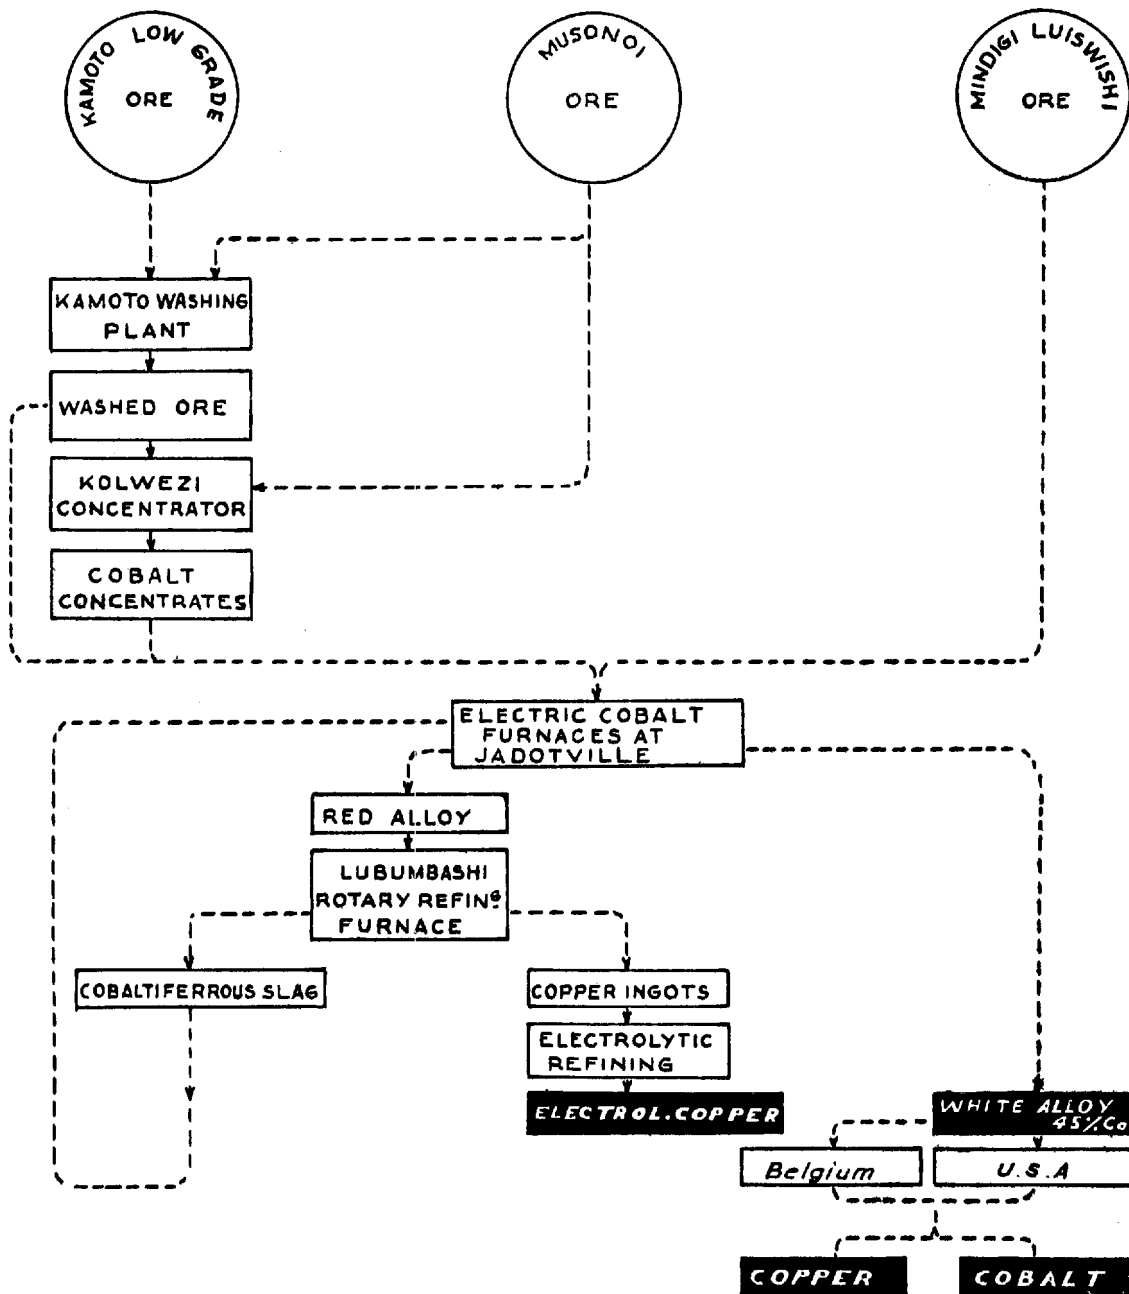 KAMOTO LOW GRADE
ORE
MUSONOI
ORE
MINDIGI LUISWISHI
ORE
KAMOTO WASHING
PLANT
WASHED ORE
KOLWEZI
CONCENTRATOR
COBALT
CONCENTRATES
ELECTRIC COBALT
FURNACES AT
JADOTVILLE
RED ALLOY
LUBUMBASHI
ROTARY REFING
FURNACE
COBALTIFERROUS SLAG
COPPER INGOTS
ELECTROLYTIC
REFINING
ELECTROL.COPPER
WHITE ALLOY
45% Co
Belgium
U.S.A
COPPER
COBALT